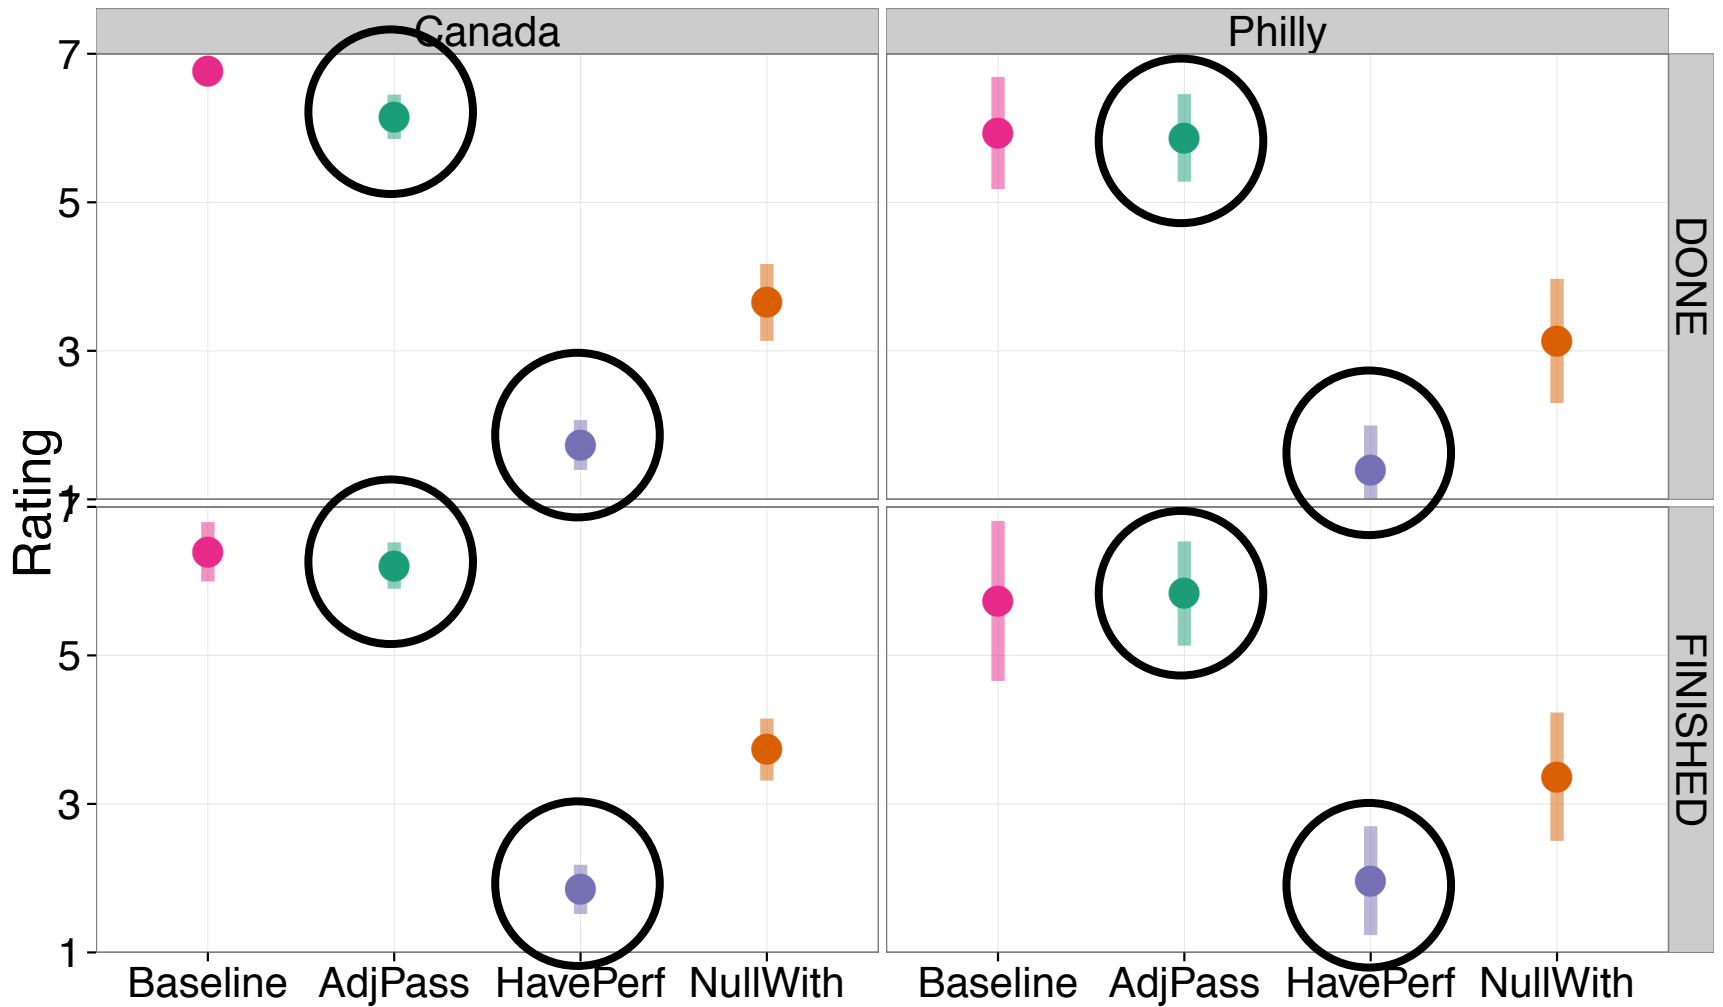 Canada Philly
7
5
3
1
DONE
Rating
7
5
3
1
FINISHED
Baseline AdjPass HavePerf NullWith Baseline AdjPass HavePerf NullWith